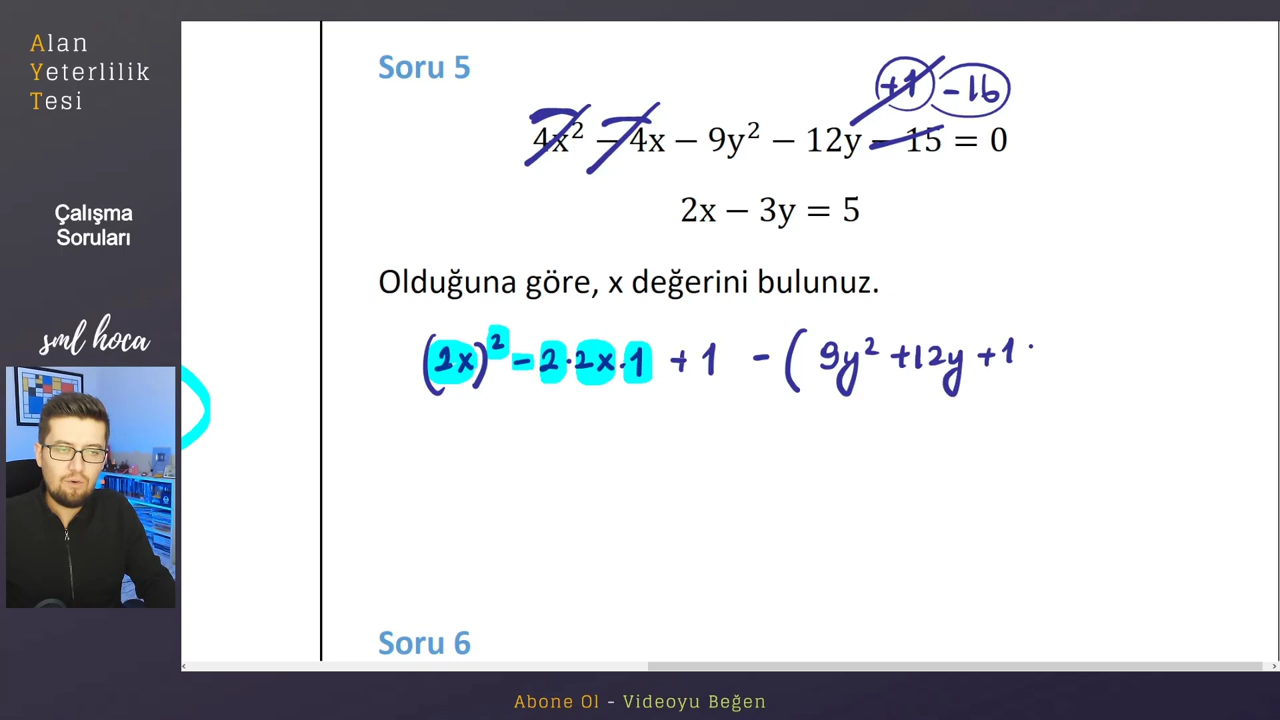 Alan
Yeterlilik
Tesi
Çalışma
Soruları
sml hoca
Soru 5
+1 -16
4x² − 4x − 9y² − 12y − 15 = 0
2x − 3y = 5
Olduğuna göre, x değerini bulunuz.
(2x)² - 2·2x·1 + 1 - ( 9y² +12y +1
Soru 6
Abone Ol - Videoyu Beğen